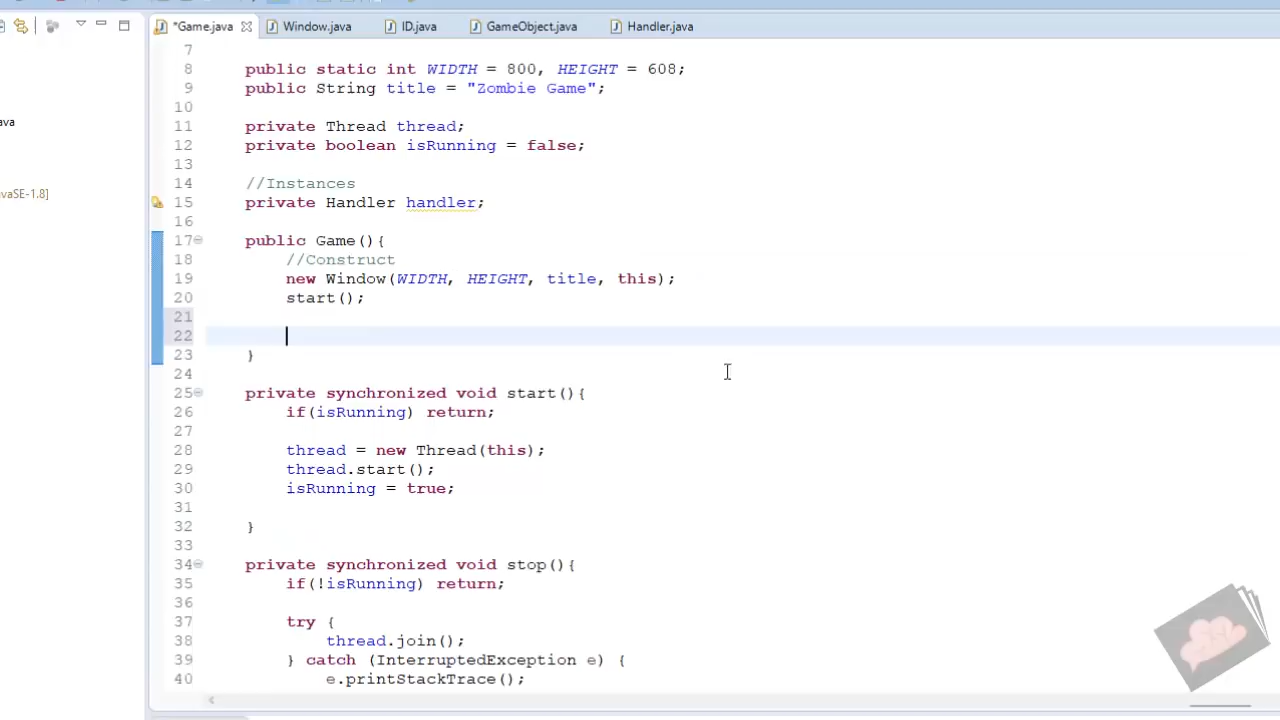 *Game.java Window.java ID.java GameObject.java Handler.java
7
8 public static int WIDTH = 800, HEIGHT = 608;
9 public String title = "Zombie Game";
10
11 private Thread thread;
12 private boolean isRunning = false;
13
14 //Instances
15 private Handler handler;
16
17 public Game(){
18 //Construct
19 new Window(WIDTH, HEIGHT, title, this);
20 start();
21
22
23 }
24
25 private synchronized void start(){
26 if(isRunning) return;
27
28 thread = new Thread(this);
29 thread.start();
30 isRunning = true;
31
32 }
33
34 private synchronized void stop(){
35 if(!isRunning) return;
36
37 try {
38 thread.join();
39 } catch (InterruptedException e) {
40 e.printStackTrace();
ava
vaSE-1.8]